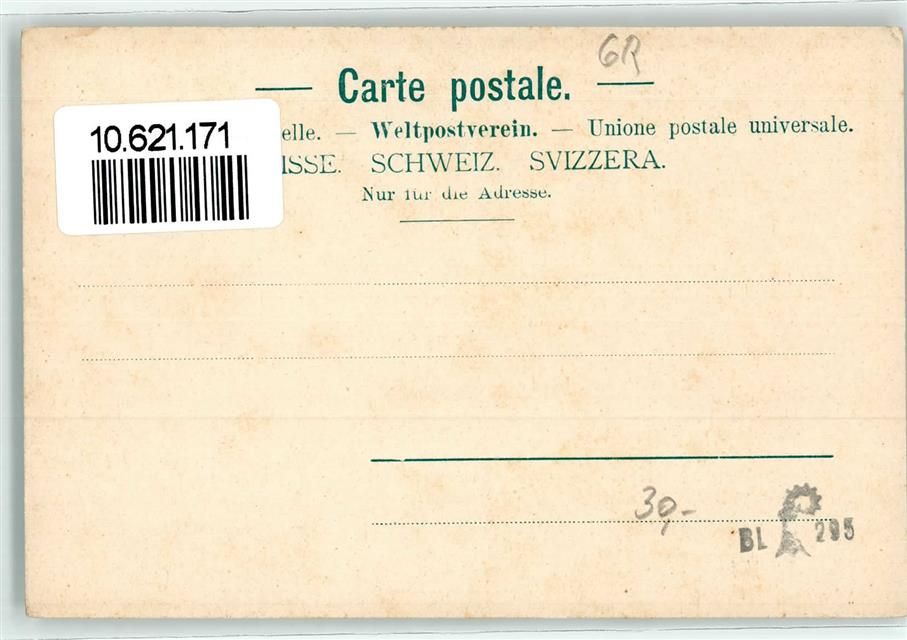 GR
— Carte postale. —
10.621.171
elle. — Weltpostverein. — Unione postale universale.
ISSE. SCHWEIZ. SVIZZERA.
Nur für die Adresse.
30,-
BL 295